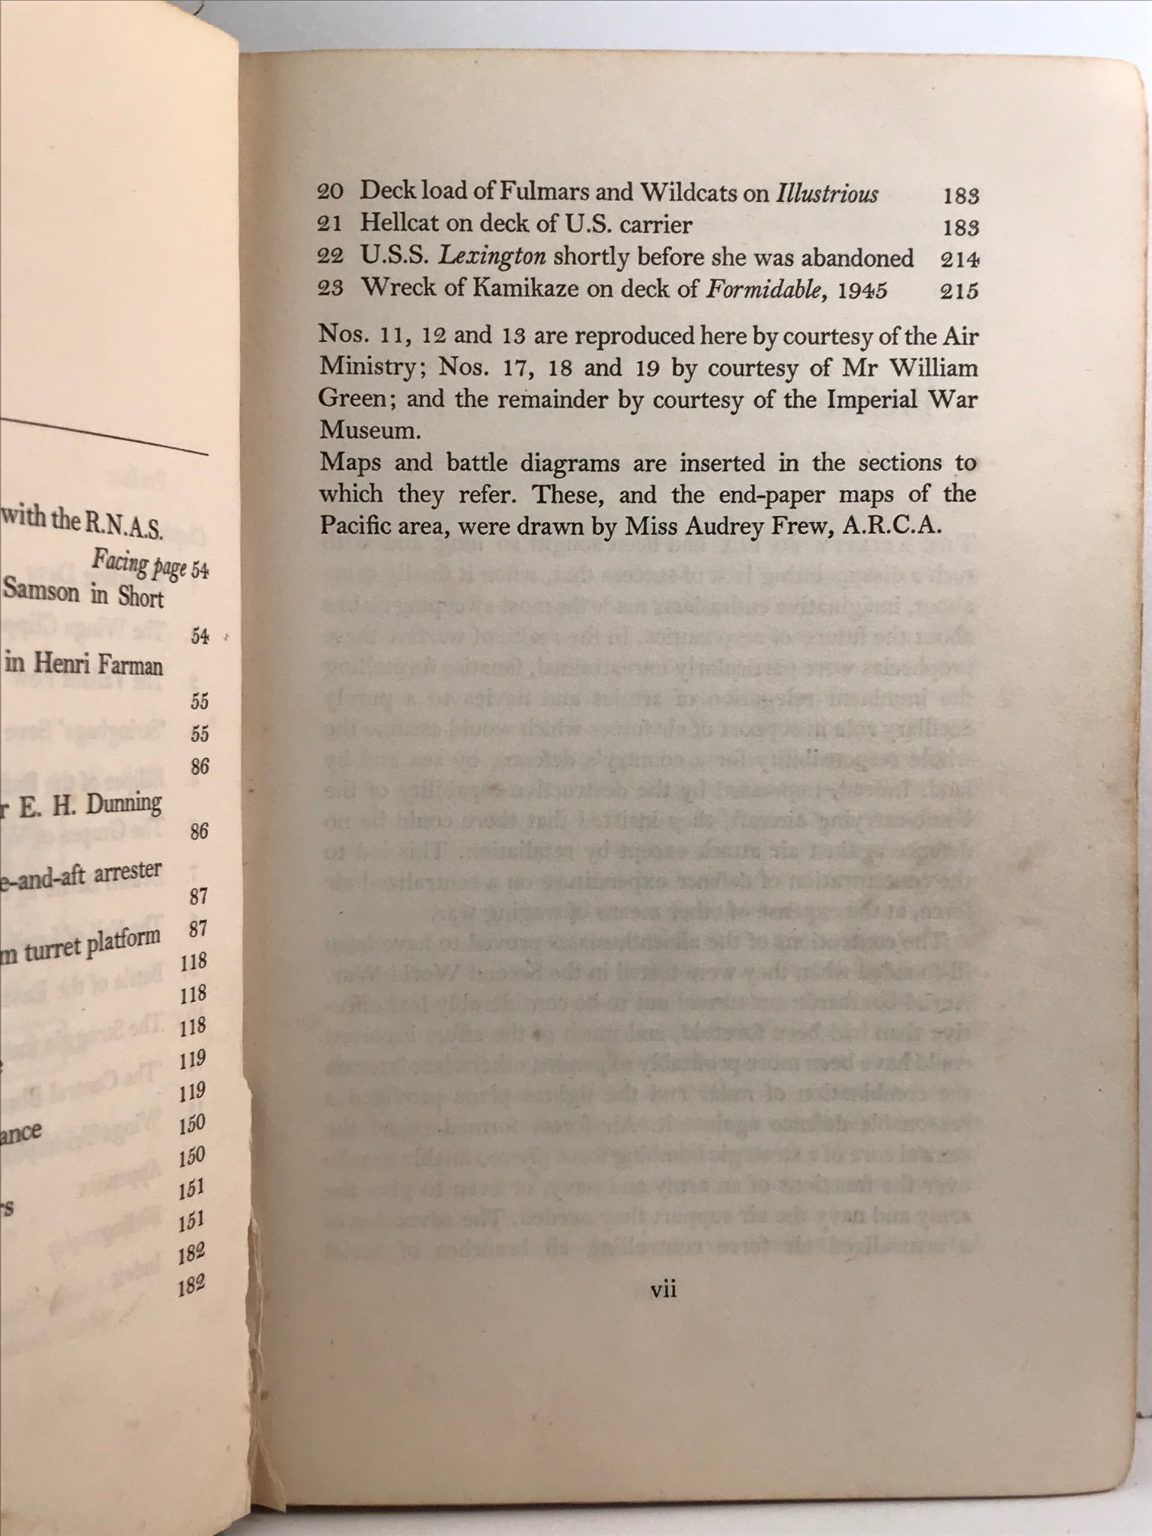 with the R.N.A.S.
Facing page 54
Samson in Short
54
in Henri Farman
55
55
86
r E. H. Dunning
86
e-and-aft arrester
87
m turret platform 87
118
118
118
119
119
ance 150
150
151
rs 151
182
182
20 Deck load of Fulmars and Wildcats on Illustrious 183
21 Hellcat on deck of U.S. carrier 183
22 U.S.S. Lexington shortly before she was abandoned 214
23 Wreck of Kamikaze on deck of Formidable, 1945 215
Nos. 11, 12 and 13 are reproduced here by courtesy of the Air
Ministry; Nos. 17, 18 and 19 by courtesy of Mr William
Green; and the remainder by courtesy of the Imperial War
Museum.
Maps and battle diagrams are inserted in the sections to
which they refer. These, and the end-paper maps of the
Pacific area, were drawn by Miss Audrey Frew, A.R.C.A.
vii